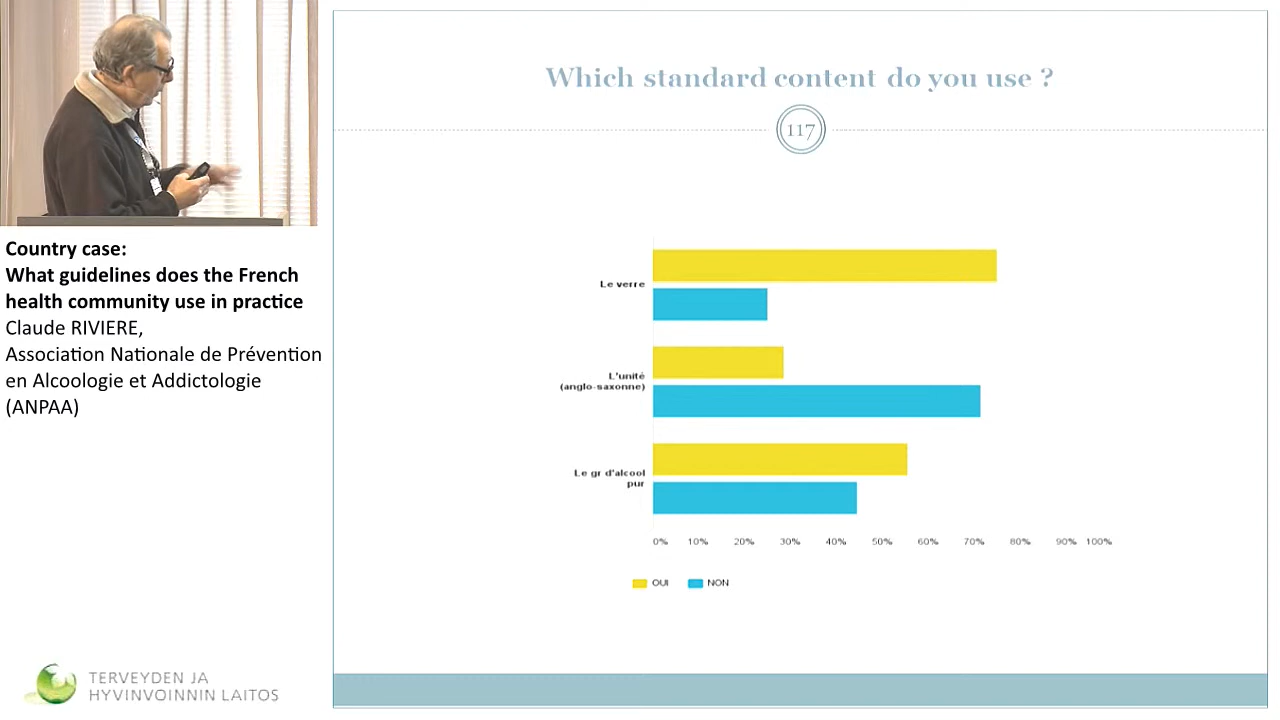 Which standard content do you use ?
117
Le verre
L'unité
(anglo-saxonne)
Le gr d'alcool
pur
0% 10% 20% 30% 40% 50% 60% 70% 80% 90% 100%
OUI NON
Country case:
What guidelines does the French
health community use in practice
Claude RIVIERE,
Association Nationale de Prévention
en Alcoologie et Addictologie
(ANPAA)
TERVEYDEN JA
HYVINVOINNIN LAITOS